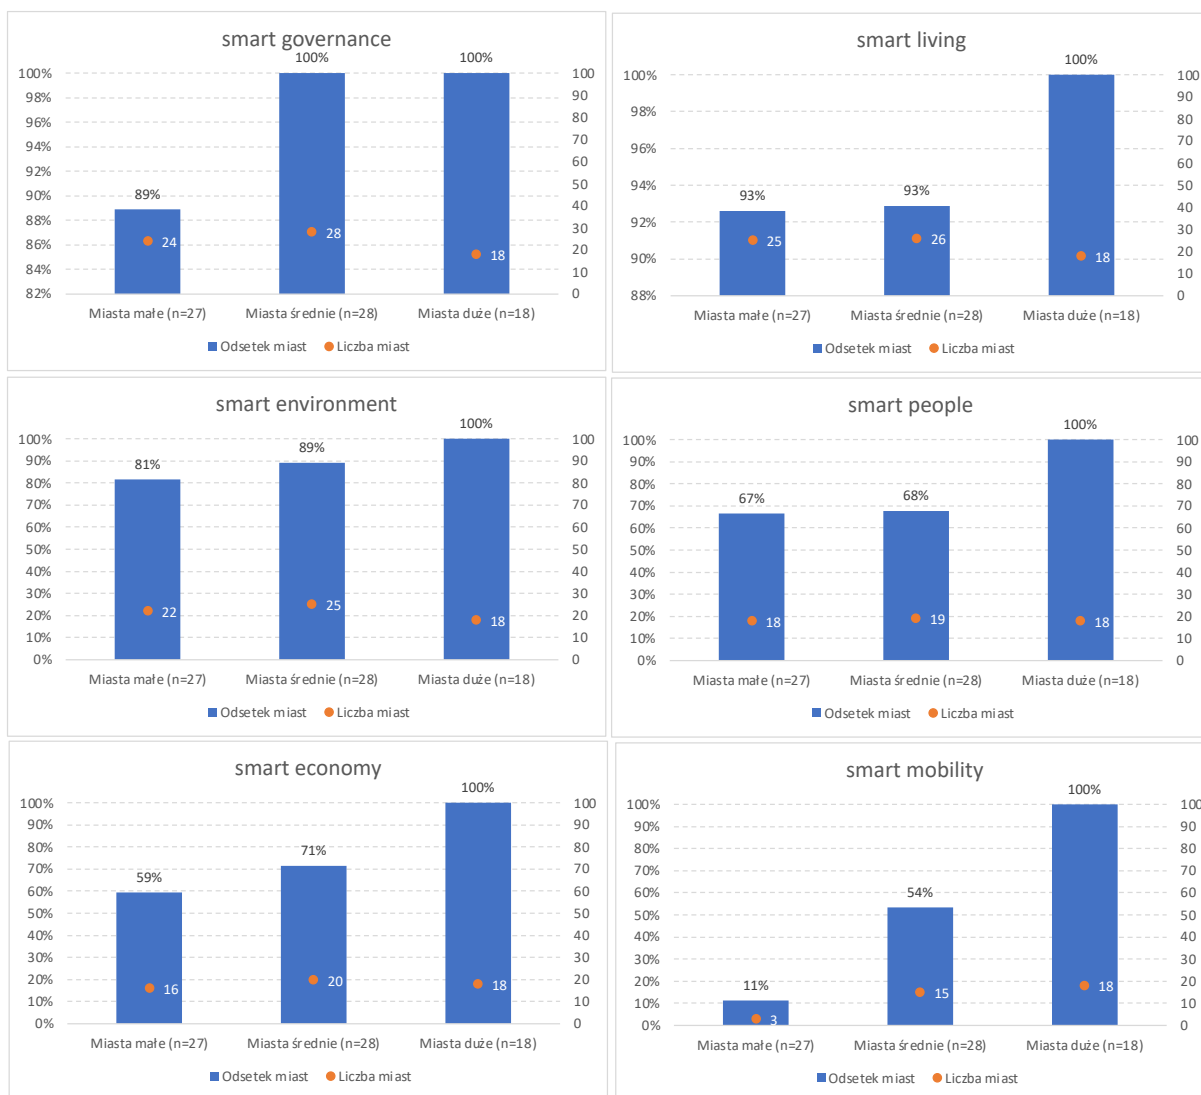 smart governance
100% 100%
100% 100
98% 90
96% 80
94% 70
92% 60
90% 89% 50
88% 40
86% 24 28 30
84% 18 20
10
82% 0
Miasta małe (n=27) Miasta średnie (n=28) Miasta duże (n=18)
Odsetek miast Liczba miast
smart living
100%
100% 100
98% 90
80
96% 70
94% 60
93% 93% 50
92% 40
30
90% 25 26 18 20
10
88% 0
Miasta małe (n=27) Miasta średnie (n=28) Miasta duże (n=18)
Odsetek miast Liczba miast
smart environment
100%
100% 100
90% 81% 89% 90
80% 80
70% 70
60% 60
50% 50
40% 40
30% 30
20% 22 25 18 20
10% 10
0% 0
Miasta małe (n=27) Miasta średnie (n=28) Miasta duże (n=18)
Odsetek miast Liczba miast
smart people
100%
100% 100
90% 90
80% 80
70% 67% 68% 70
60% 60
50% 50
40% 40
30% 30
20% 18 19 18 20
10% 10
0% 0
Miasta małe (n=27) Miasta średnie (n=28) Miasta duże (n=18)
Odsetek miast Liczba miast
smart economy
100%
100% 100
90% 90
80% 71% 80
70% 59% 70
60% 60
50% 50
40% 40
30% 30
20% 16 20 18 20
10% 10
0% 0
Miasta małe (n=27) Miasta średnie (n=28) Miasta duże (n=18)
Odsetek miast Liczba miast
smart mobility
100%
100% 100
90% 90
80% 80
70% 70
60% 54% 60
50% 50
40% 40
30% 30
20% 11% 15 18 20
10% 10
0% 3 0
Miasta małe (n=27) Miasta średnie (n=28) Miasta duże (n=18)
Odsetek miast Liczba miast